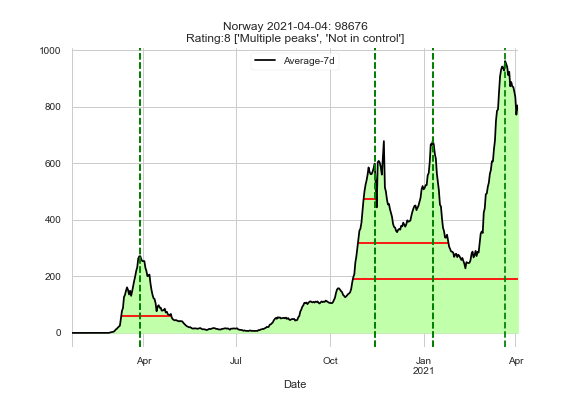 Norway 2021-04-04: 98676
Rating:8 ['Multiple peaks', 'Not in control']
Average-7d
1000
800
600
400
200
0
Apr
Jul
Oct
Jan
2021
Apr
Date